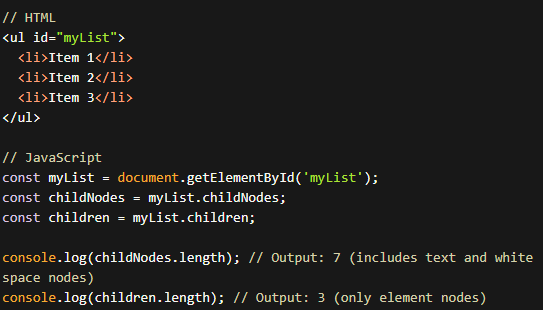 // HTML
<ul id="myList">
  <li>Item 1</li>
  <li>Item 2</li>
  <li>Item 3</li>
</ul>

// JavaScript
const myList = document.getElementById('myList');
const childNodes = myList.childNodes;
const children = myList.children;

console.log(childNodes.length); // Output: 7 (includes text and white
space nodes)
console.log(children.length); // Output: 3 (only element nodes)